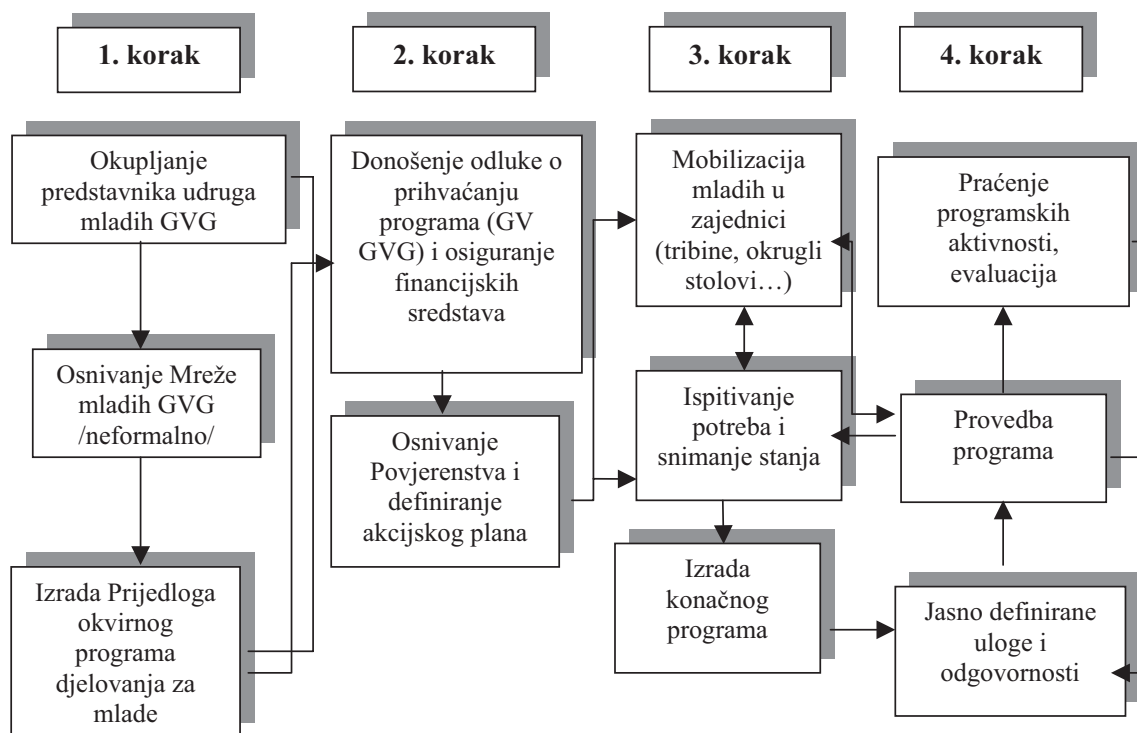 1. korak
2. korak
3. korak
4. korak
Okupljanje
predstavnika udruga
mladih GVG
Osnivanje Mreže
mladih GVG
/neformalno/
Izrada Prijedloga
okvirnog
programa
djelovanja za
mlade
Donošenje odluke o
prihvaćanju
programa (GV
GVG) i osiguranje
financijskih
sredstava
Osnivanje
Povjerenstva i
definiranje
akcijskog plana
Mobilizacija
mladih u
zajednici
(tribine, okrugli
stolovi…)
Ispitivanje
potreba i
snimanje stanja
Izrada
konačnog
programa
Praćenje
programskih
aktivnosti,
evaluacija
Provedba
programa
Jasno definirane
uloge i
odgovornosti